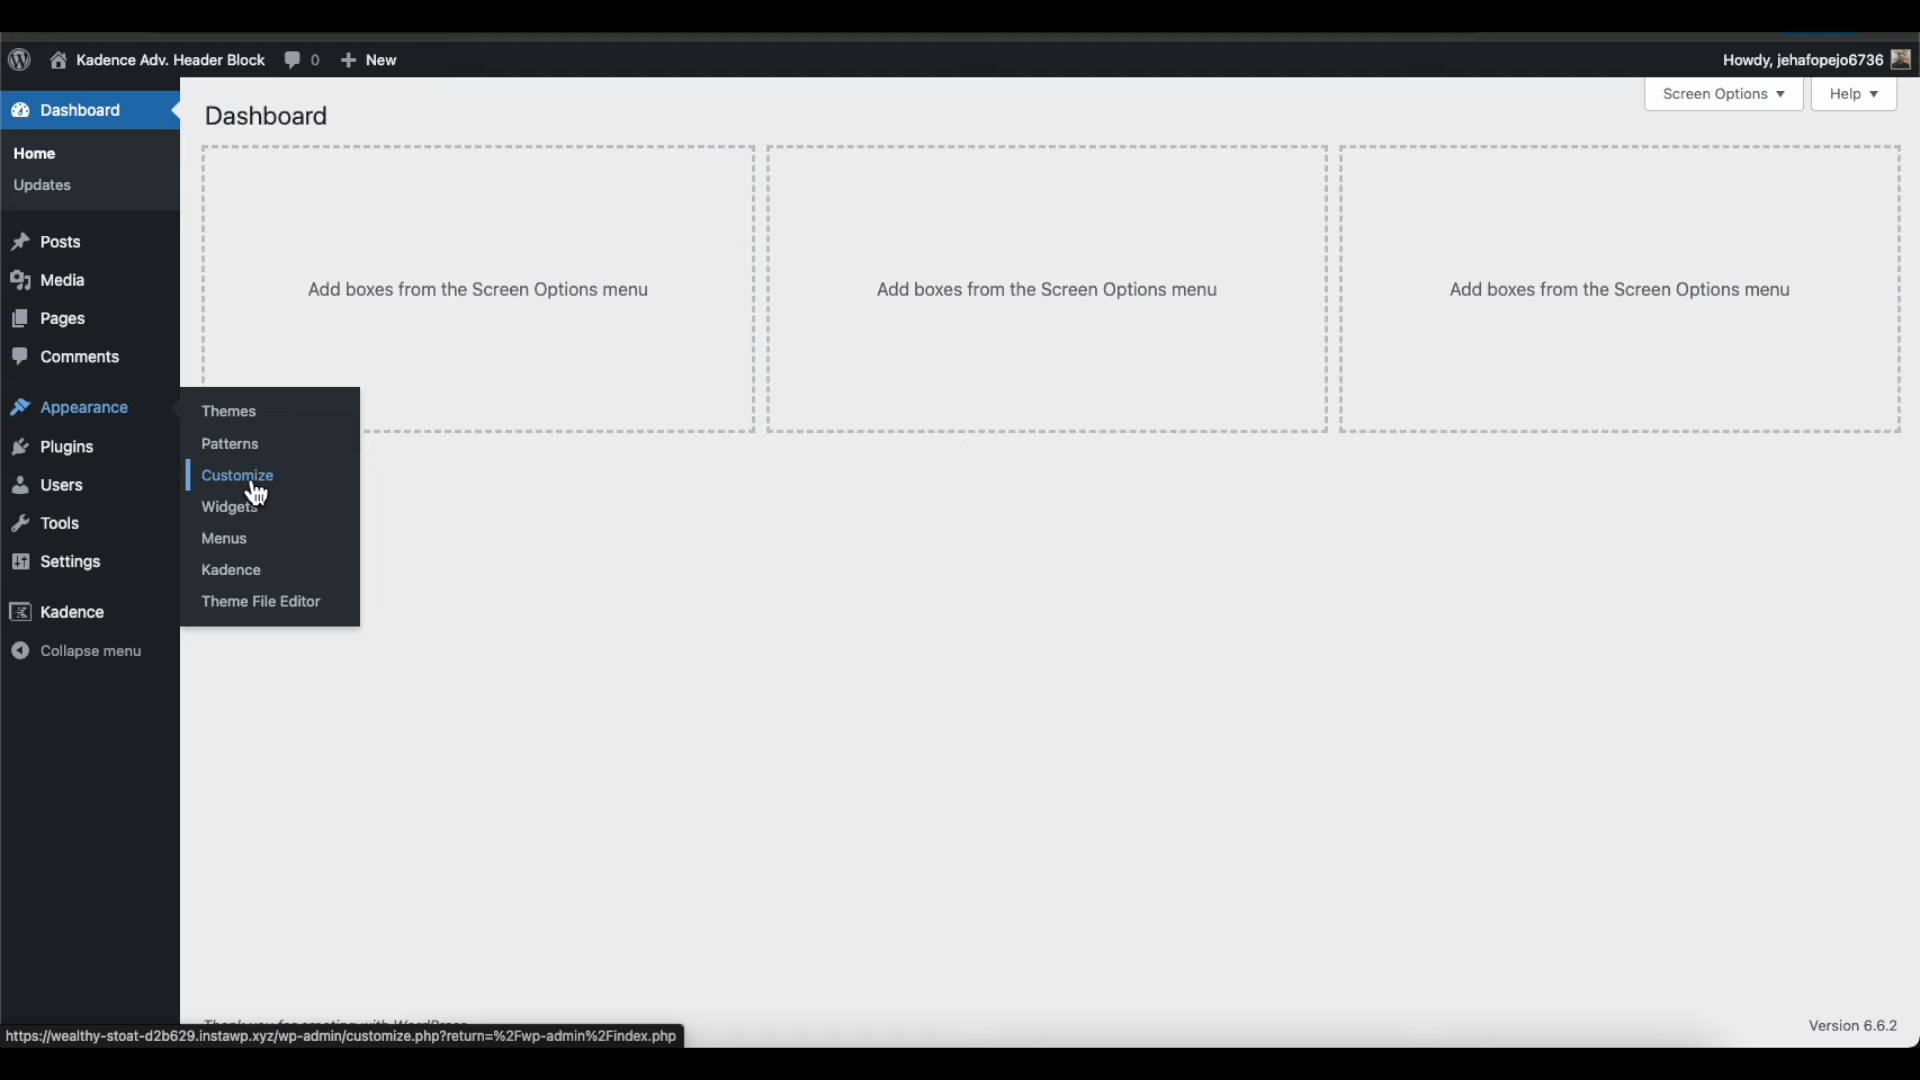 Kadence Adv. Header Block 0 New
Howdy, jehafopejo6736
Dashboard
Home
Updates
Posts
Media
Pages
Comments
Appearance
Plugins
Users
Tools
Settings
Kadence
Collapse menu
Themes
Patterns
Customize
Widgets
Menus
Kadence
Theme File Editor
Dashboard
Screen Options
Help
Add boxes from the Screen Options menu
Add boxes from the Screen Options menu
Add boxes from the Screen Options menu
https://wealthy-stoat-d2b629.instawp.xyz/wp-admin/customize.php?return=%2Fwp-admin%2Findex.php
Version 6.6.2